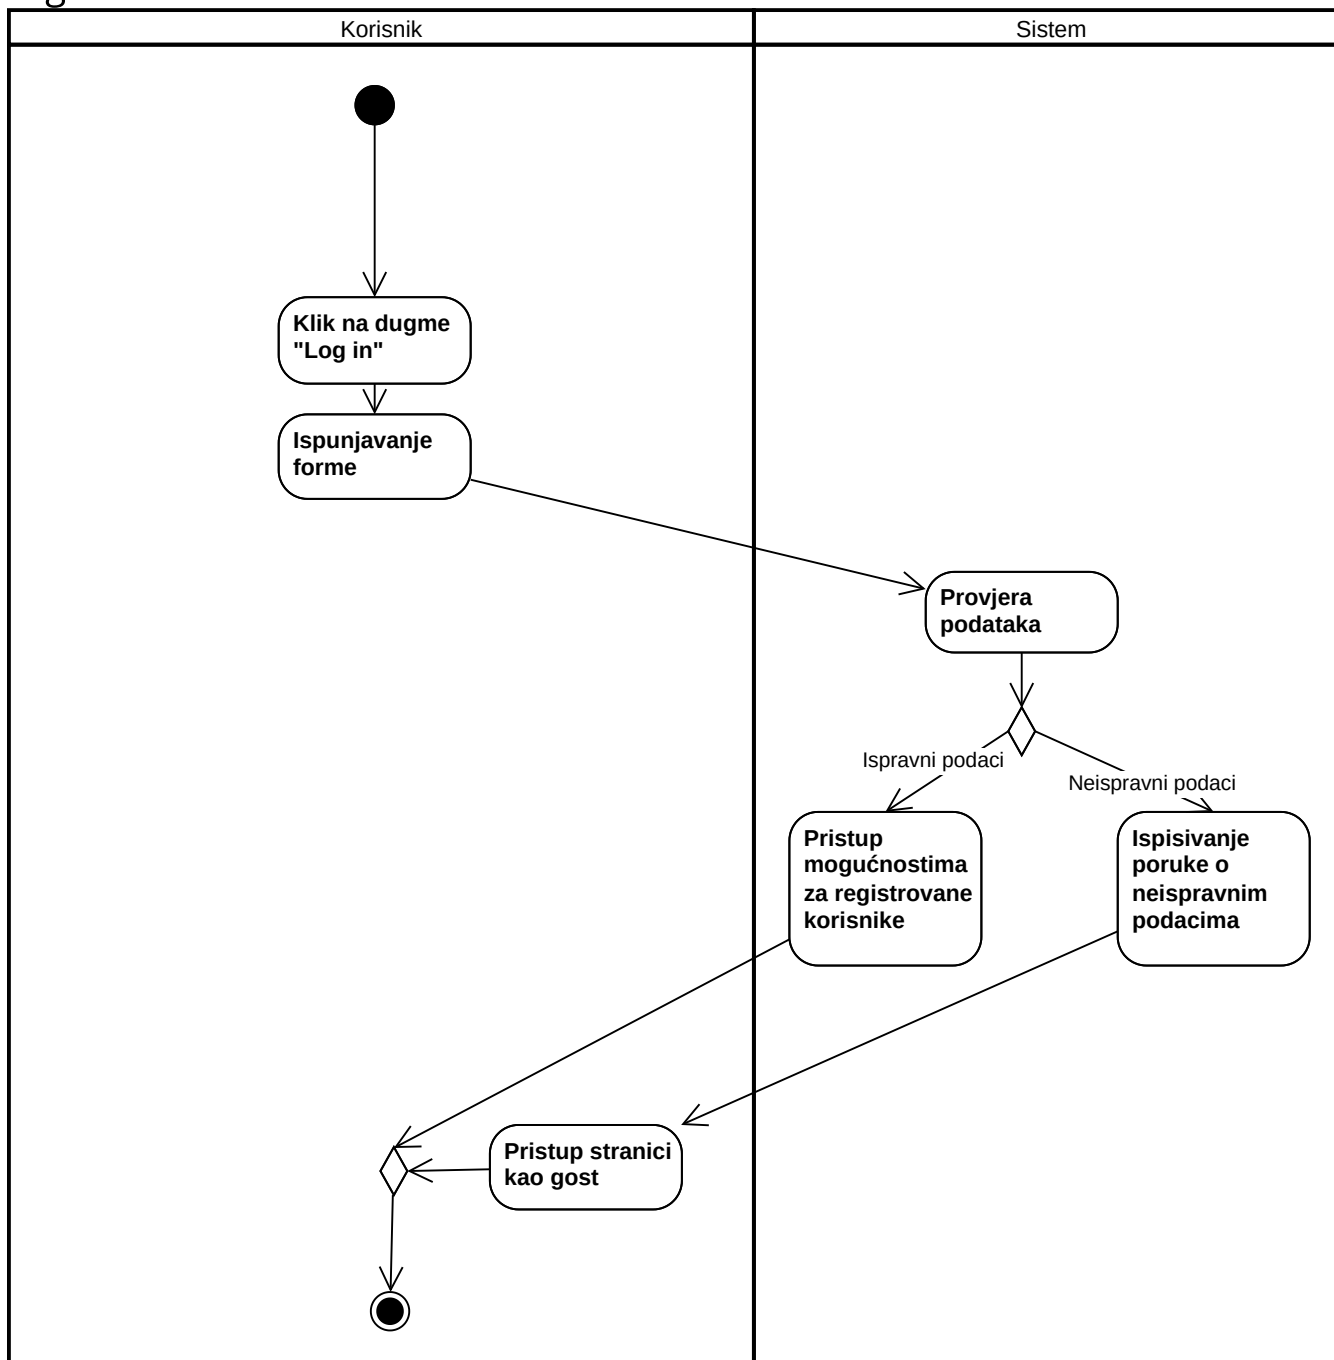 Korisnik
Sistem
Klik na dugme
"Log in"
Ispunjavanje
forme
Provjera
podataka
Ispravni podaci
Neispravni podaci
Pristup
mogućnostima
za registrovane
korisnike
Ispisivanje
poruke o
neispravnim
podacima
Pristup stranici
kao gost